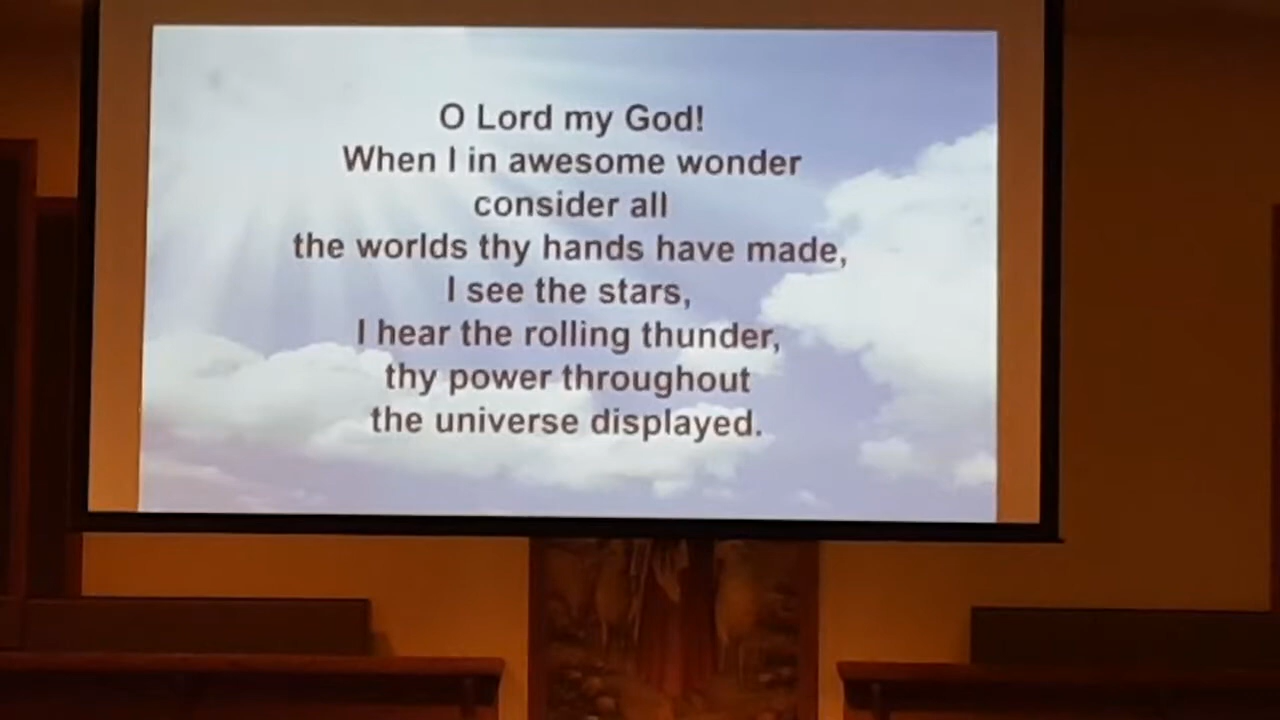 O Lord my God!
When I in awesome wonder
consider all
the worlds thy hands have made,
I see the stars,
I hear the rolling thunder,
thy power throughout
the universe displayed.